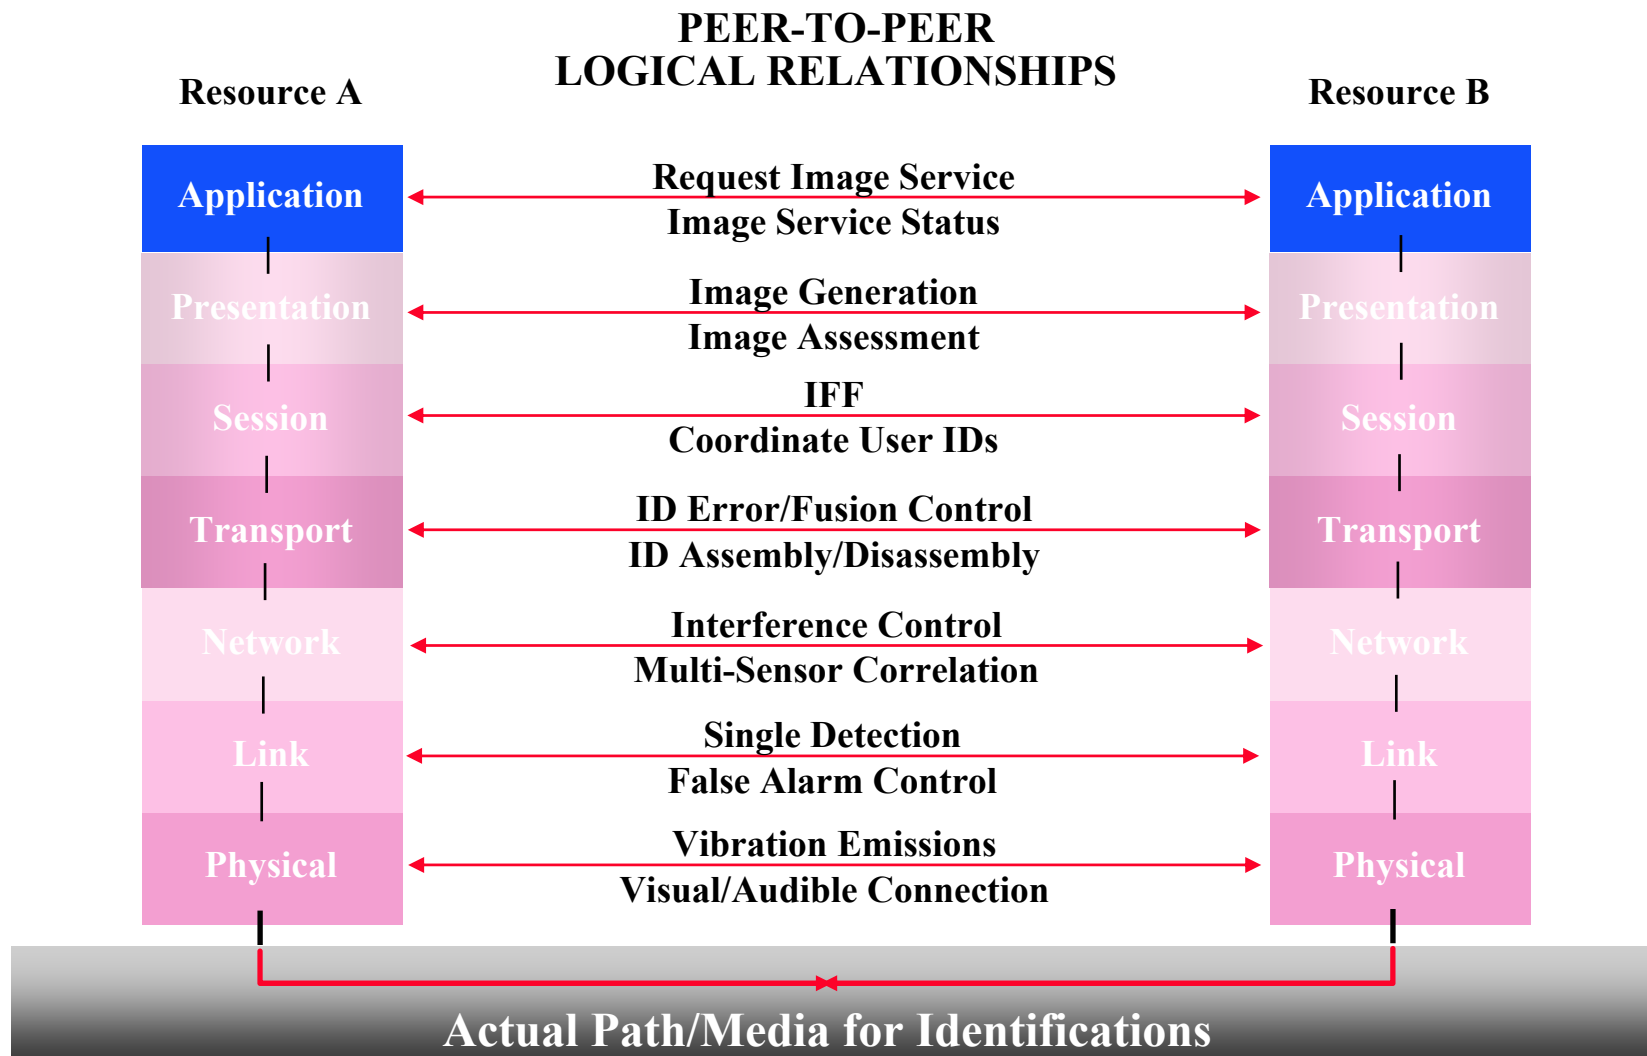 PEER-TO-PEER
LOGICAL RELATIONSHIPS
Resource A
Resource B
Application
Request Image Service
Image Service Status
Application
Presentation
Image Generation
Image Assessment
Presentation
Session
IFF
Coordinate User IDs
Session
Transport
ID Error/Fusion Control
ID Assembly/Disassembly
Transport
Network
Interference Control
Multi-Sensor Correlation
Network
Link
Single Detection
False Alarm Control
Link
Physical
Vibration Emissions
Visual/Audible Connection
Physical
Actual Path/Media for Identifications